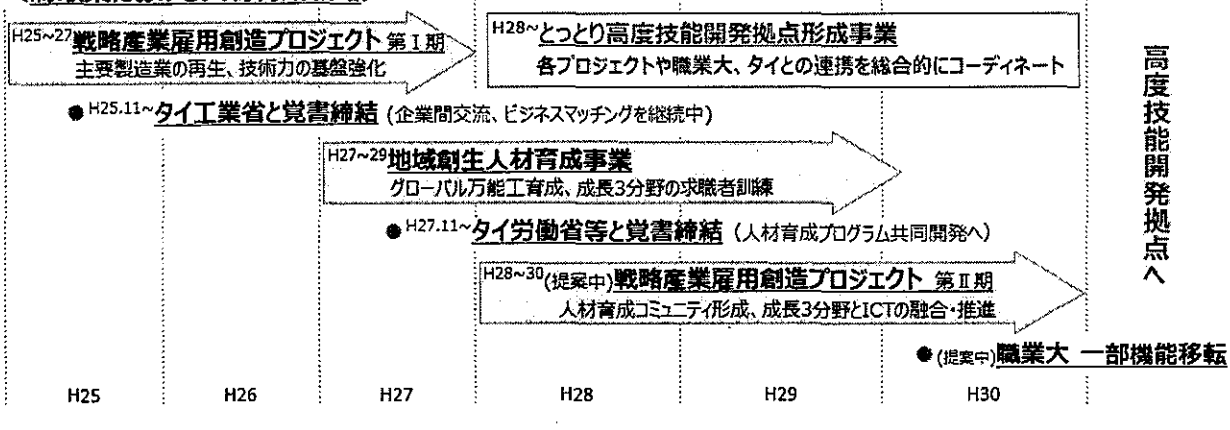 H25~27戦略産業雇用創造プロジェクト 第Ⅰ期
主要製造業の再生、技術力の基盤強化
H28~とっとり高度技能開発拠点形成事業
各プロジェクトや職業大、タイとの連携を総合的にコーディネート
●H25.11~タイ工業省と覚書締結(企業間交流、ビジネスマッチングを継続中)
H27~29地域創生人材育成事業
グローバル万能工育成、成長3分野の求職者訓練
●H27.11~タイ労働省等と覚書締結(人材育成プログラム共同開発へ)
H28~30(提案中)戦略産業雇用創造プロジェクト 第Ⅱ期
人材育成コミュニティ形成、成長3分野とICTの融合・推進
●(提案中)職業大 一部機能移転
高度技能開発拠点へ
H25 H26 H27 H28 H29 H30